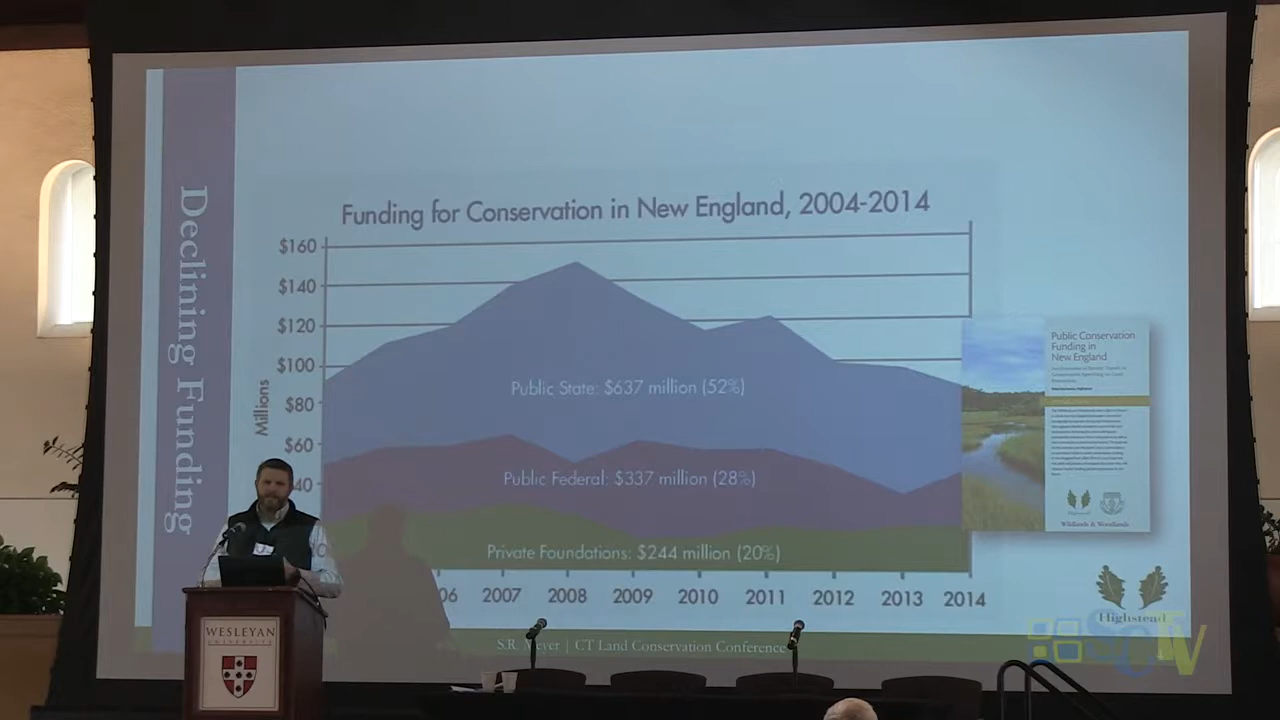 Declining Funding
Funding for Conservation in New England, 2004-2014
$160
$140
$120
$100
$80
$60
40
Millions
Public State: $637 million (52%)
Public Federal: $337 million (28%)
Private Foundations: $244 million (20%)
06 2007 2008 2009 2010 2011 2012 2013 2014
Public Conservation
Funding in
New England
Wildlands & Woodlands
Highstead
S.R. Meyer | CT Land Conservation Conference
WESLEYAN
UNIVERSITY
SCTV